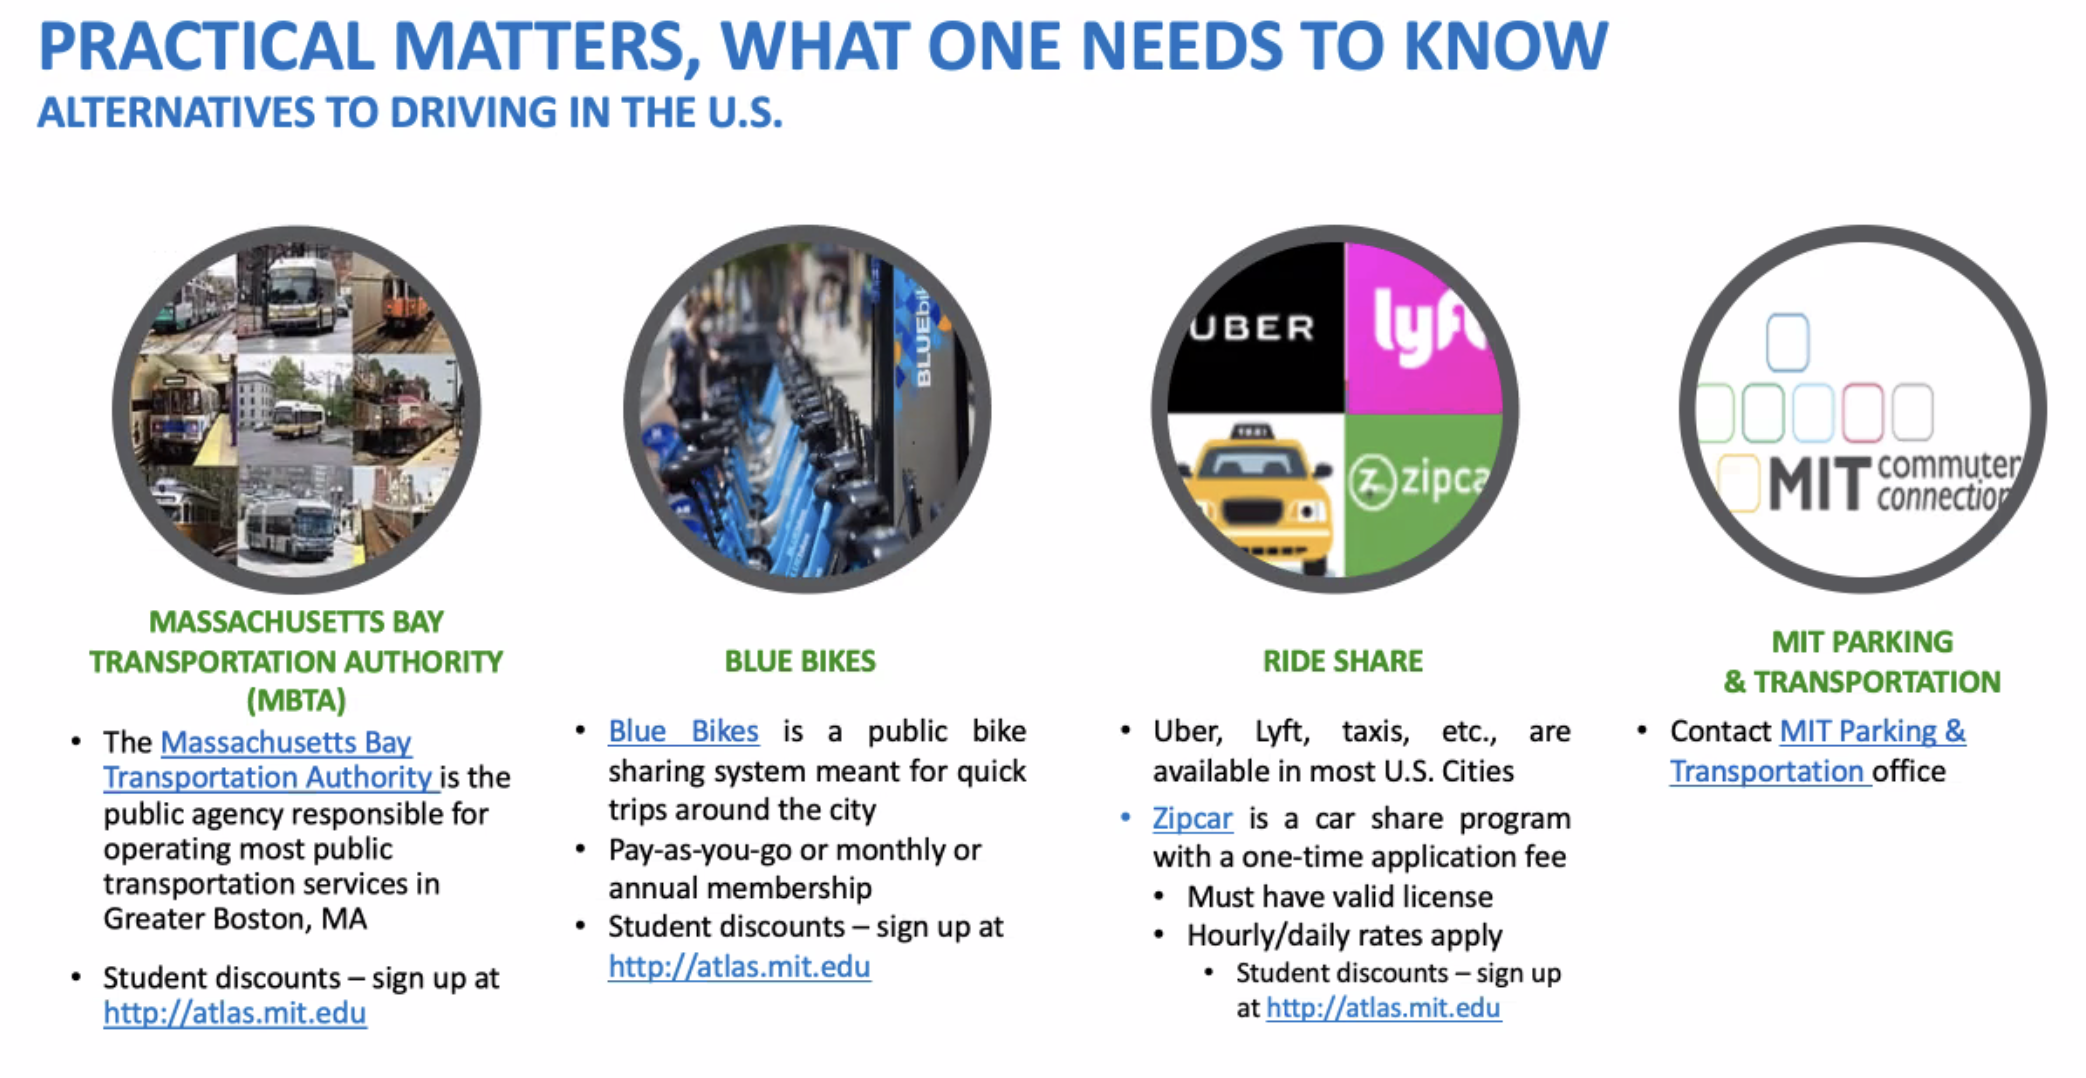 PRACTICAL MATTERS, WHAT ONE NEEDS TO KNOW
ALTERNATIVES TO DRIVING IN THE U.S.
MASSACHUSETTS BAY
TRANSPORTATION AUTHORITY
(MBTA)
• The Massachusetts Bay
Transportation Authority is the
public agency responsible for
operating most public
transportation services in
Greater Boston, MA
• Student discounts – sign up at
http://atlas.mit.edu
BLUEbi
BLUE BIKES
• Blue Bikes is a public bike
sharing system meant for quick
trips around the city
• Pay-as-you-go or monthly or
annual membership
• Student discounts – sign up at
http://atlas.mit.edu
UBER
lyf
TAXI
zipca
RIDE SHARE
• Uber, Lyft, taxis, etc., are
available in most U.S. Cities
• Zipcar is a car share program
with a one-time application fee
• Must have valid license
• Hourly/daily rates apply
• Student discounts – sign up
at http://atlas.mit.edu
MIT commuter
connection
MIT PARKING
& TRANSPORTATION
• Contact MIT Parking &
Transportation office